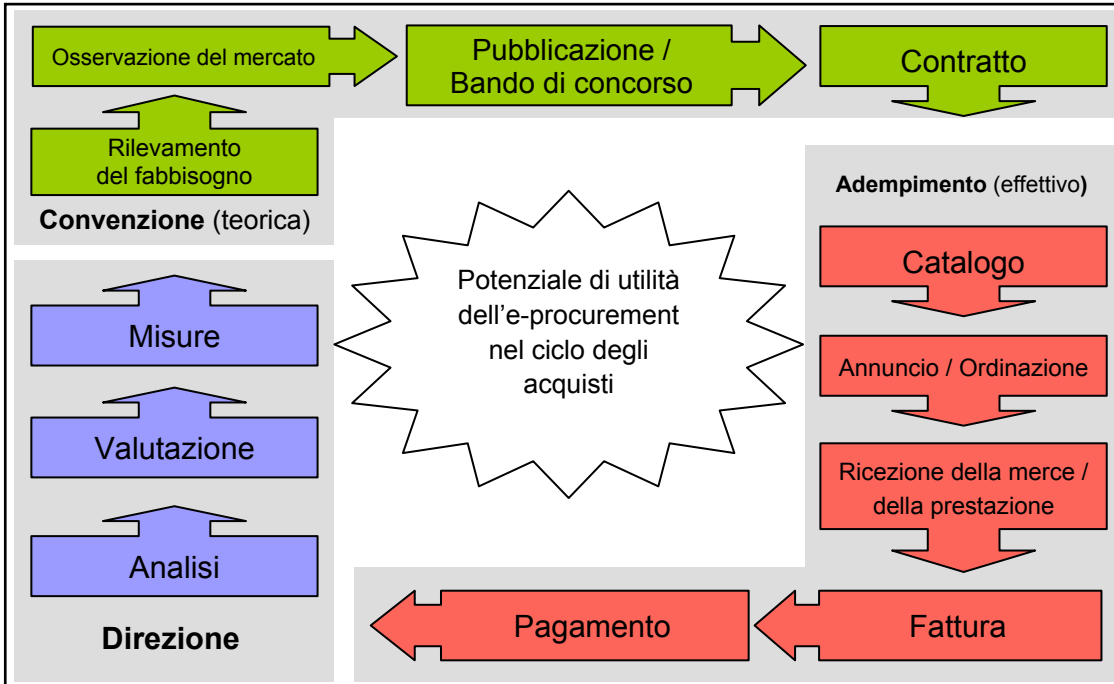 Osservazione del mercato
Pubblicazione /
Bando di concorso
Contratto
Rilevamento
del fabbisogno
Convenzione (teorica)
Adempimento (effettivo)
Catalogo
Annuncio / Ordinazione
Ricezione della merce /
della prestazione
Fattura
Pagamento
Potenziale di utilità
dell’e-procurement
nel ciclo degli
acquisti
Misure
Valutazione
Analisi
Direzione